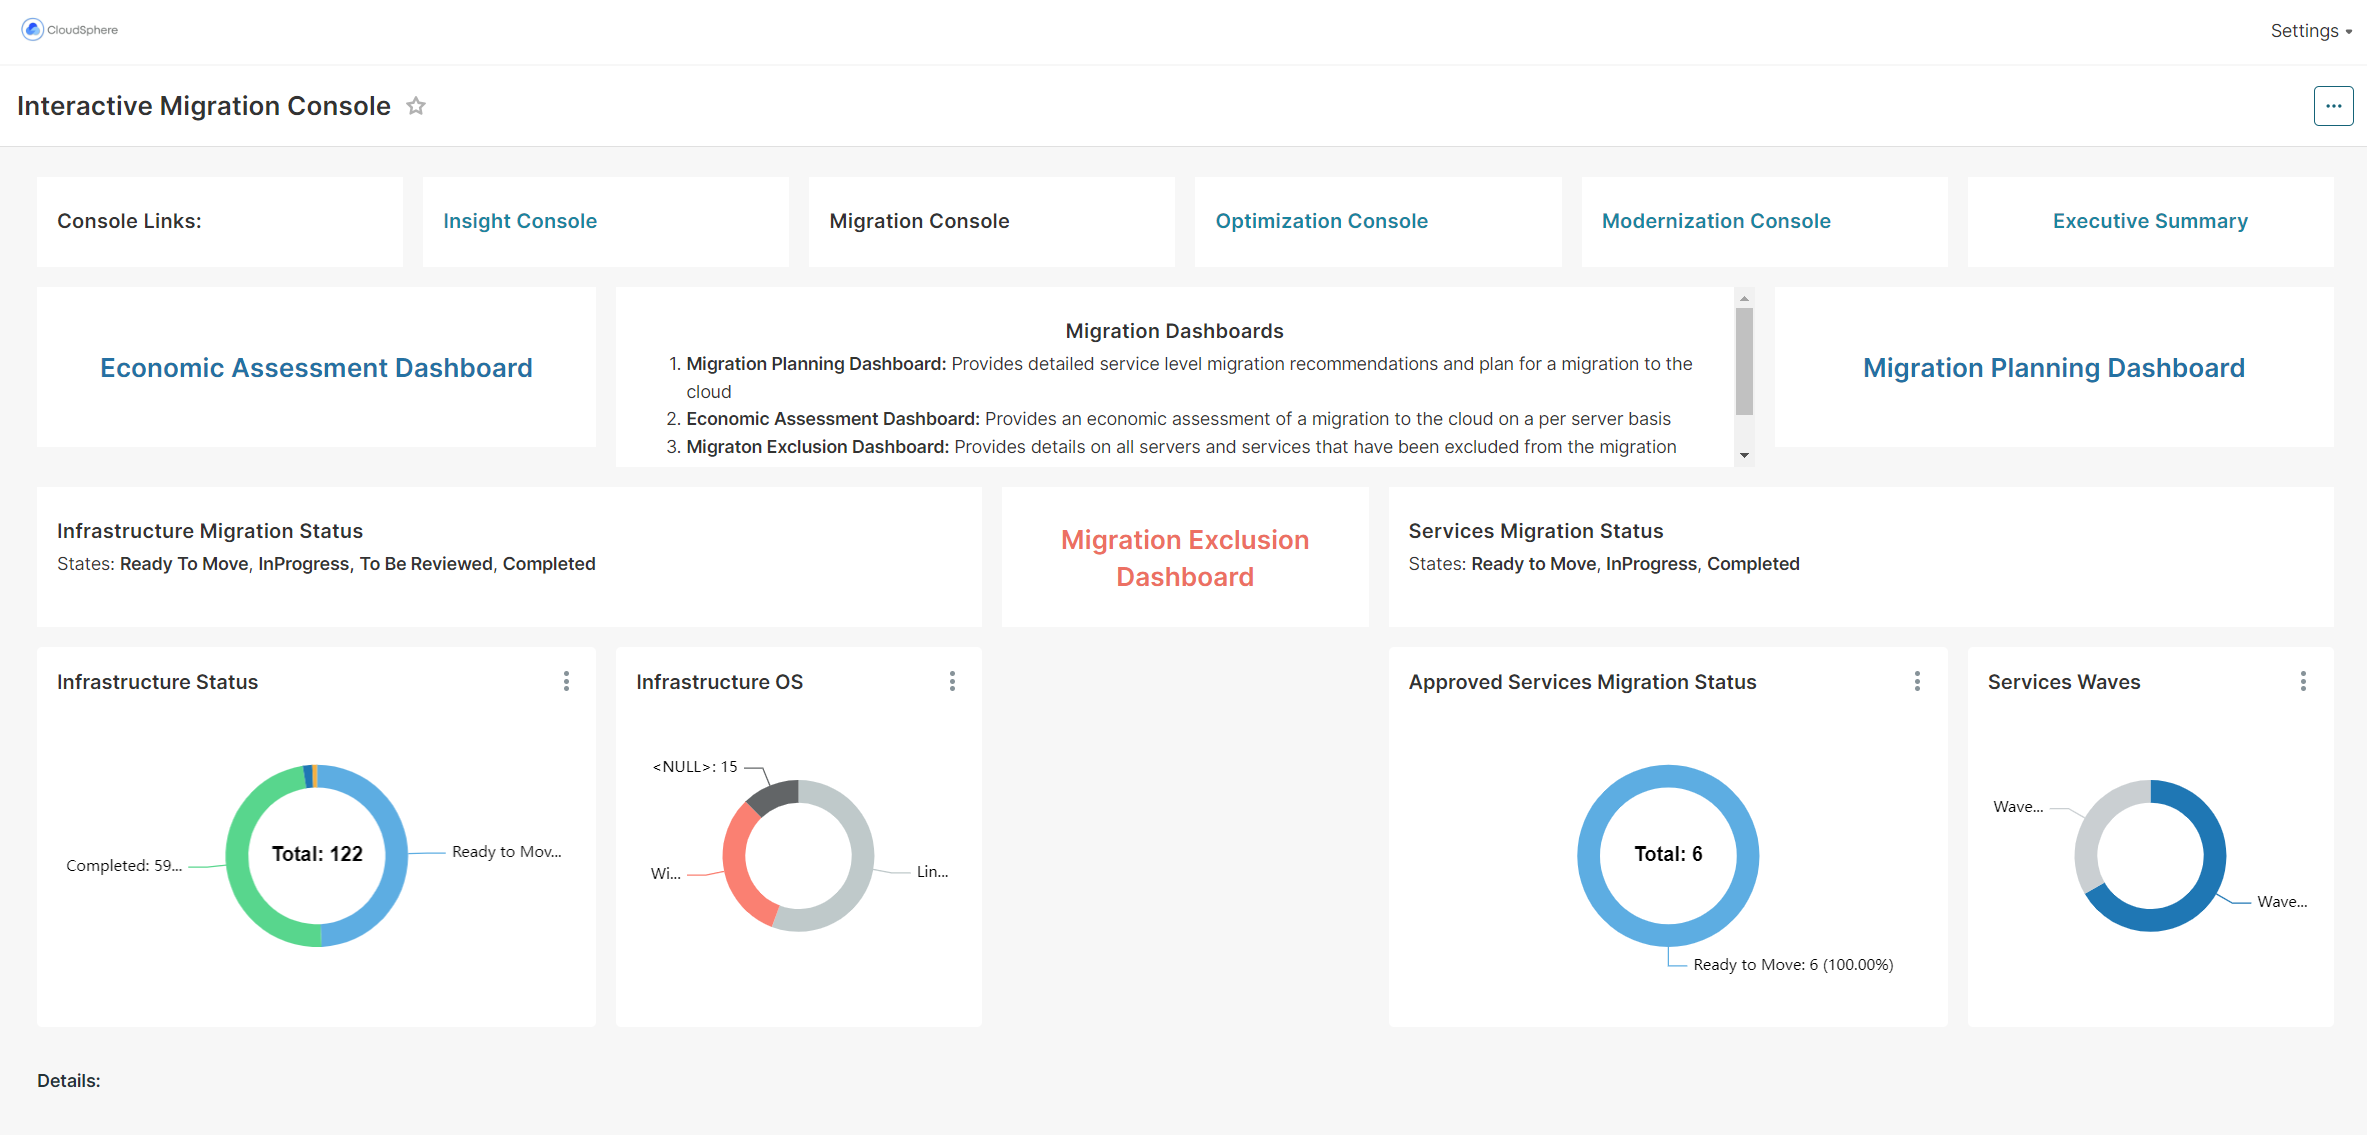 CloudSphere
Settings
Interactive Migration Console
...
Console Links:
Insight Console
Migration Console
Optimization Console
Modernization Console
Executive Summary
Economic Assessment Dashboard
Migration Dashboards
1. Migration Planning Dashboard: Provides detailed service level migration recommendations and plan for a migration to the
cloud
2. Economic Assessment Dashboard: Provides an economic assessment of a migration to the cloud on a per server basis
3. Migraton Exclusion Dashboard: Provides details on all servers and services that have been excluded from the migration
Migration Planning Dashboard
Infrastructure Migration Status
States: Ready To Move, InProgress, To Be Reviewed, Completed
Migration Exclusion
Dashboard
Services Migration Status
States: Ready to Move, InProgress, Completed
Infrastructure Status
Completed: 59...
Total: 122
Ready to Mov...
Infrastructure OS
<NULL>: 15
Wi...
Lin...
Approved Services Migration Status
Total: 6
Ready to Move: 6 (100.00%)
Services Waves
Wave...
Wave...
Details: